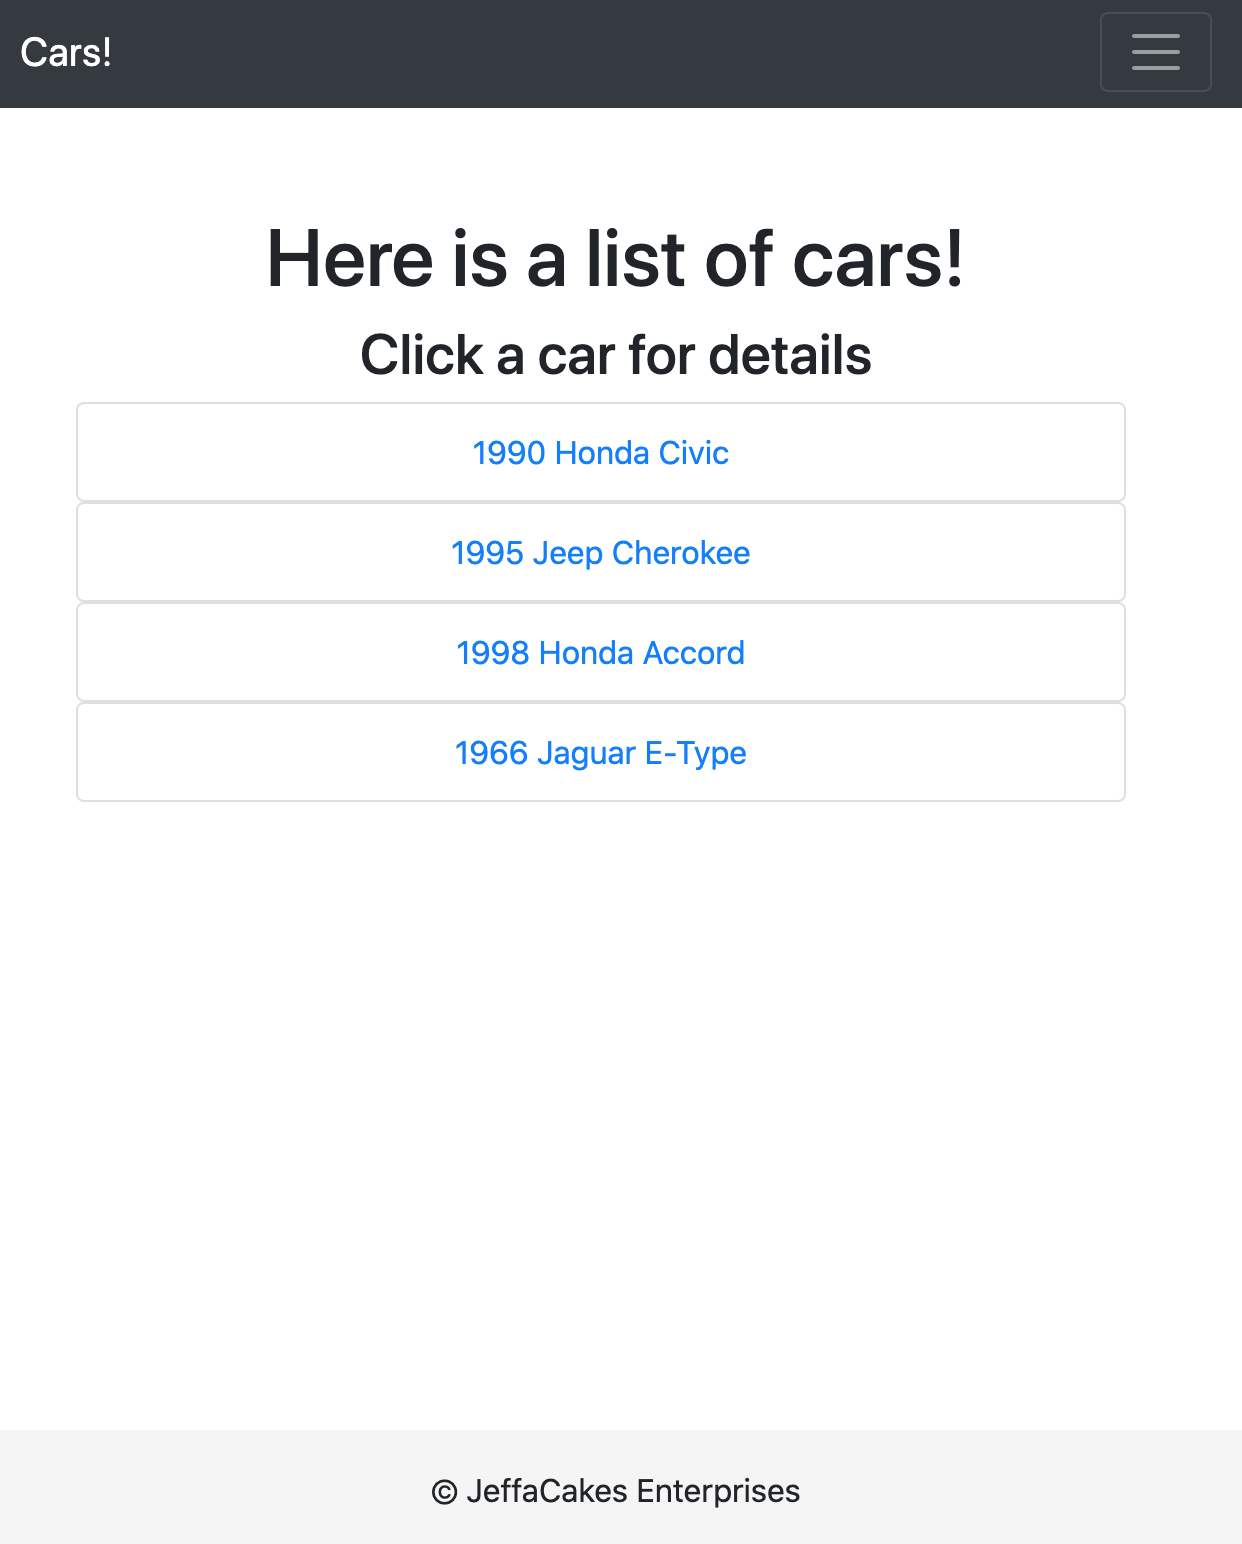 Cars!
Here is a list of cars!
Click a car for details
1990 Honda Civic
1995 Jeep Cherokee
1998 Honda Accord
1966 Jaguar E-Type
© JeffaCakes Enterprises